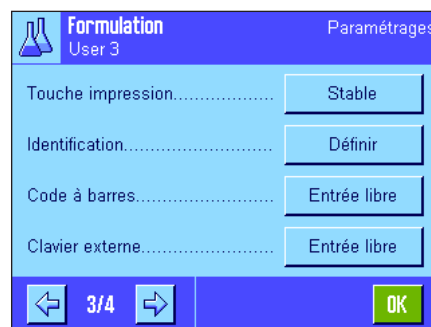 Formulation
Paramétrages
User 3
Touche impression................... Stable
Identification............................ Définir
Code à barres.......................... Entrée libre
Clavier externe......................... Entrée libre
3/4
OK